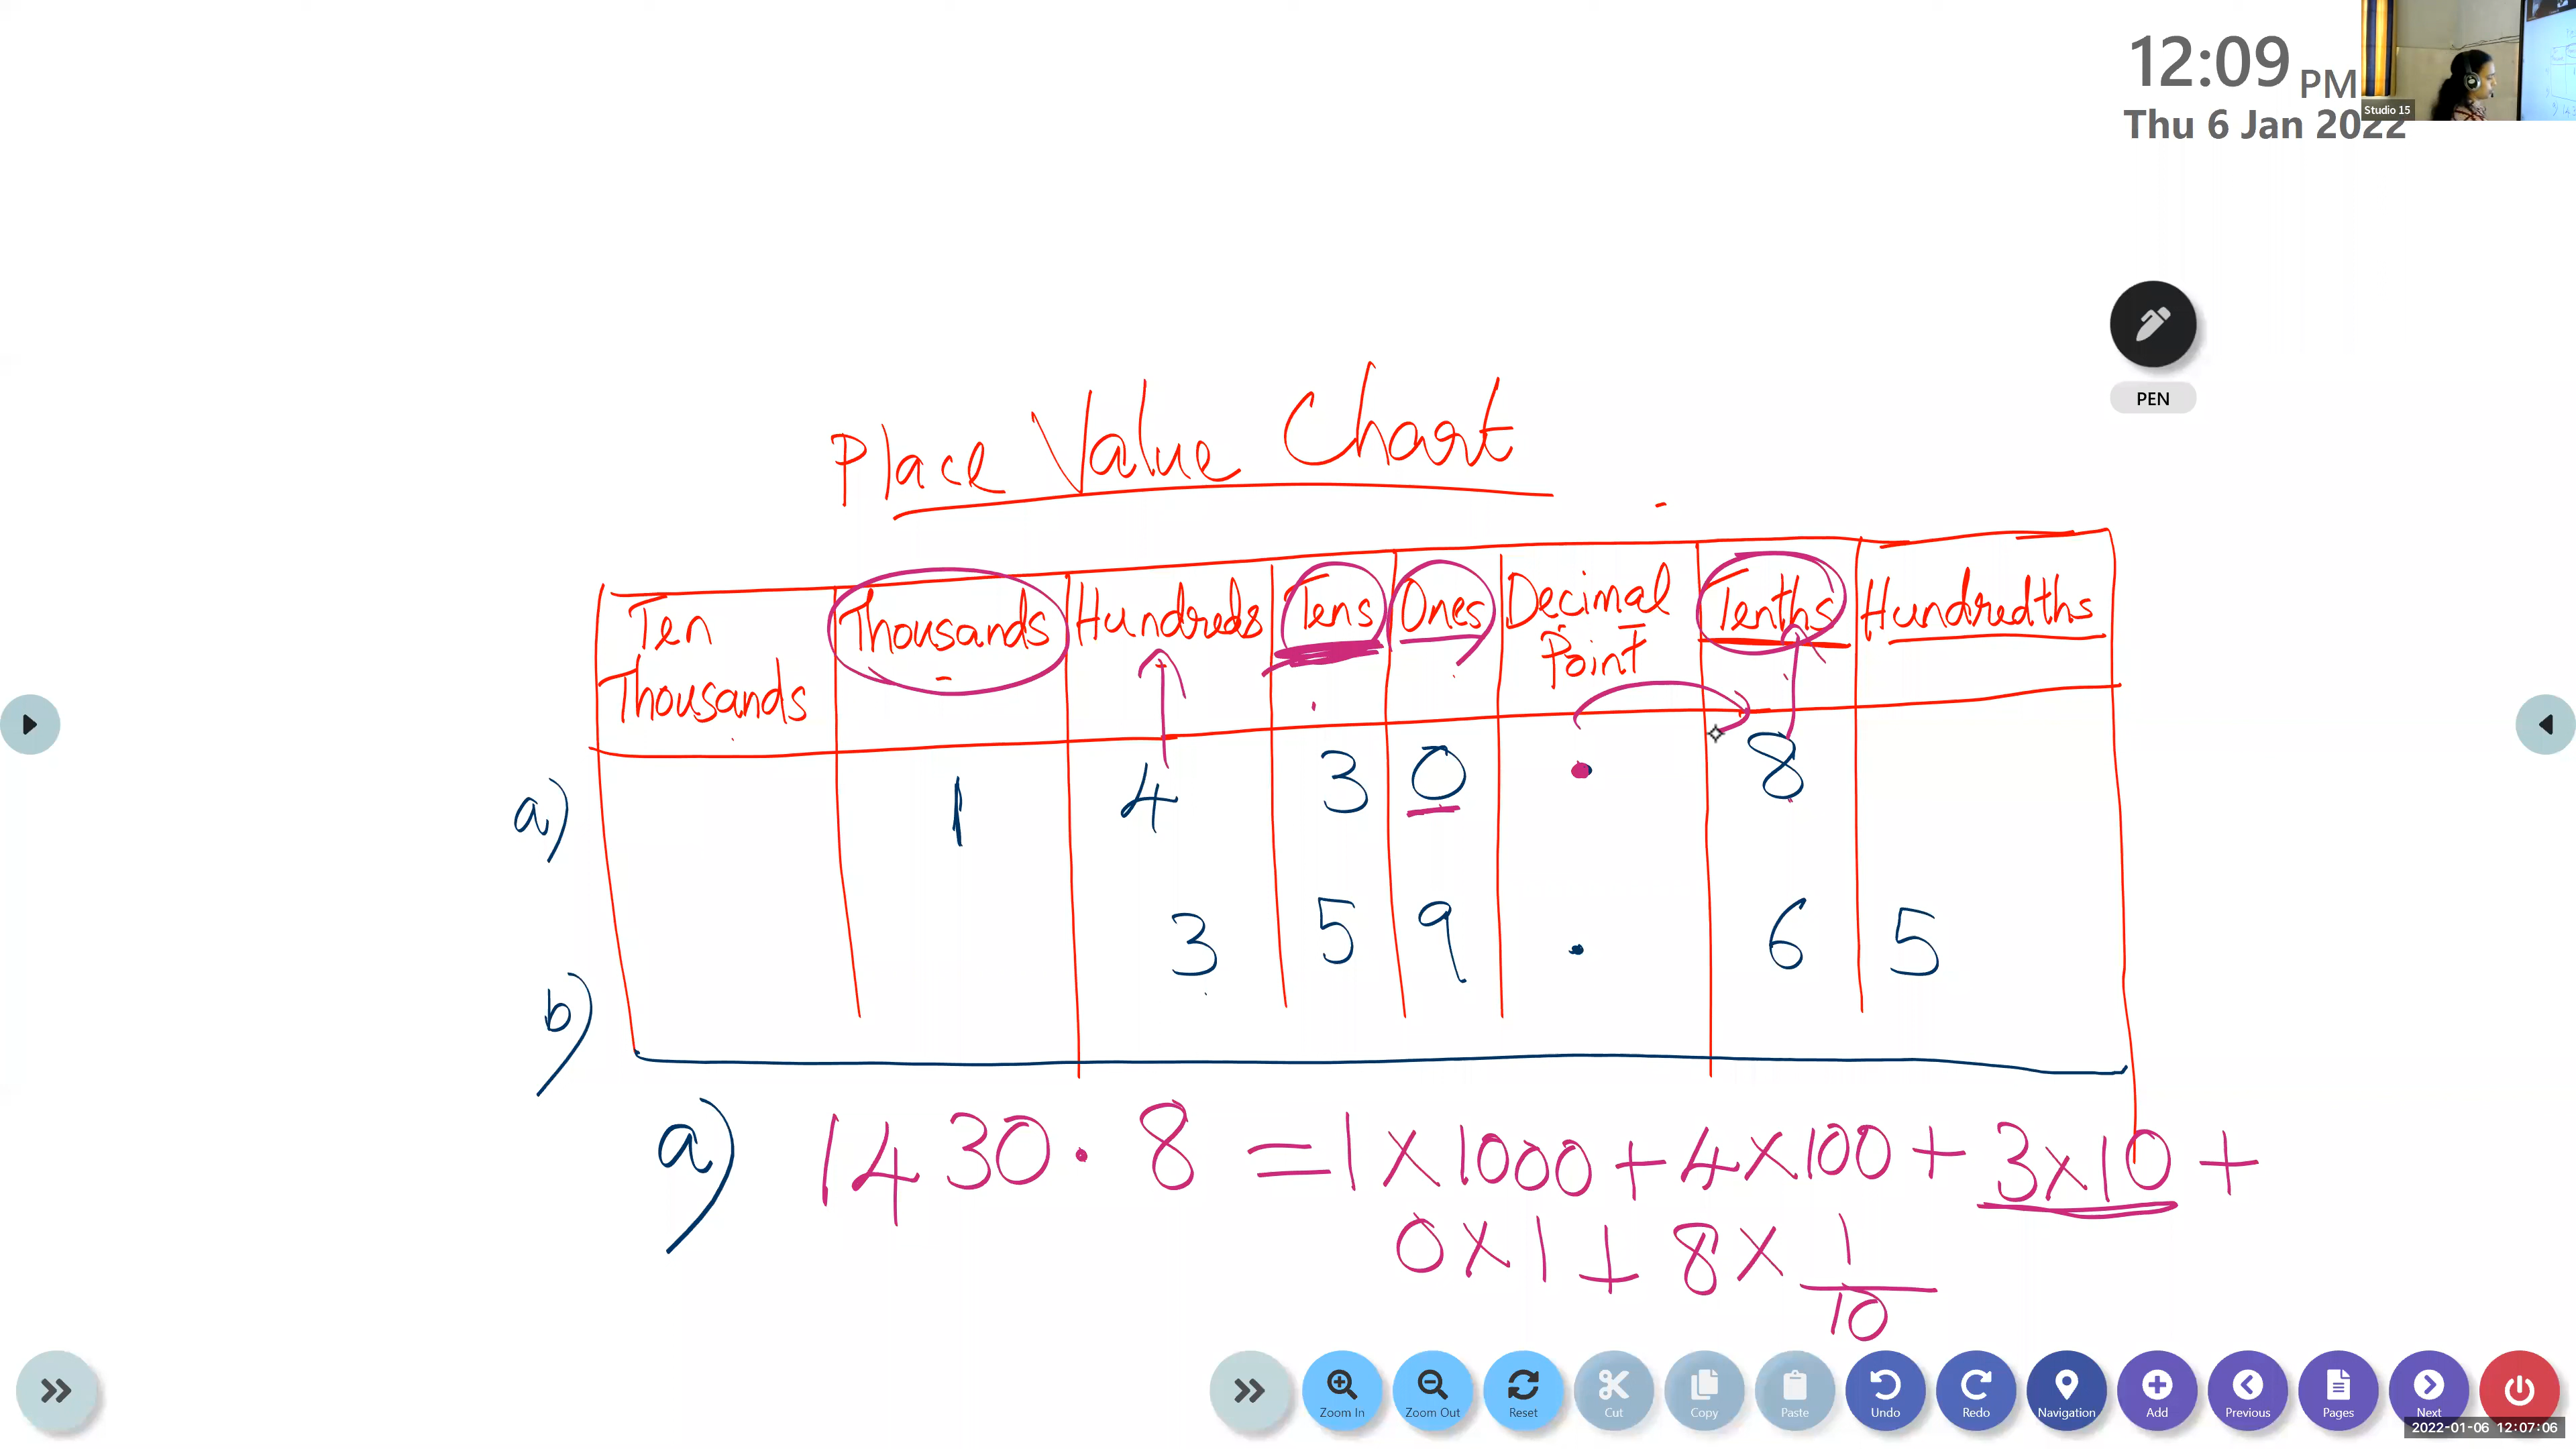 12:09 PM
Thu 6 Jan 2022
Studio 15
PEN
Place Value Chart
Ten Thousands Thousands Hundreds Tens Ones Decimal Point Tenths Hundredths
a) 1 4 3 0 . 8
b) 3 5 9 . 6 5
a) 1430.8 = 1 × 1000 + 4 × 100 + 3 × 10 +
0 × 1 + 8 × 1/10
Zoom In Zoom Out Reset Cut Copy Paste Undo Redo Navigation Add Previous Pages Next
2022-01-06 12:07:06